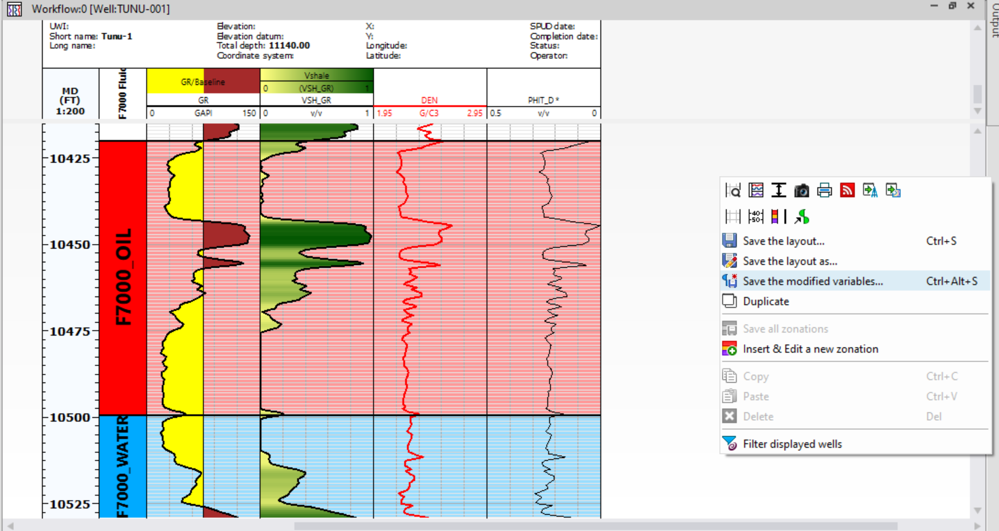 Workflow:0 [Well:TUNU-001]
Output
UWI:
Short name: Tunu-1
Long name:
Elevation:
Elevation datum:
Total depth: 11140.00
Coordinate system:
X:
Y:
Longitude:
Latitude:
SPUD date:
Completion date:
Status:
Operator:
MD
(FT)
1:200
F7000 Fluid
GR/Baseline
GR
0 GAPI 150
Vshale
0 (VSH_GR) 1
VSH_GR
0 v/v 1
DEN
1.95 G/C3 2.95
PHIT_D *
0.5 v/v 0
10425
10450
10475
10500
10525
F7000_OIL
F7000_WATER
-40-
-50-
Save the layout... Ctrl+S
Save the layout as...
Save the modified variables... Ctrl+Alt+S
Duplicate
Save all zonations
Insert & Edit a new zonation
Copy Ctrl+C
Paste Ctrl+V
Delete Del
Filter displayed wells